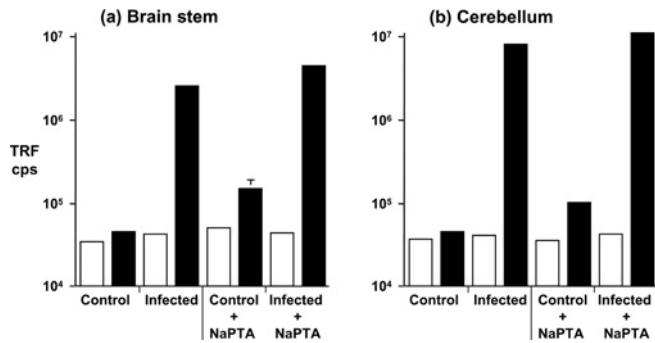 (a) Brain stem
(b) Cerebellum
TRF
cps
10⁷
10⁶
10⁵
10⁴
Control
Infected
Control
+
NaPTA
Infected
+
NaPTA
10⁷
10⁶
10⁵
10⁴
Control
Infected
Control
+
NaPTA
Infected
+
NaPTA